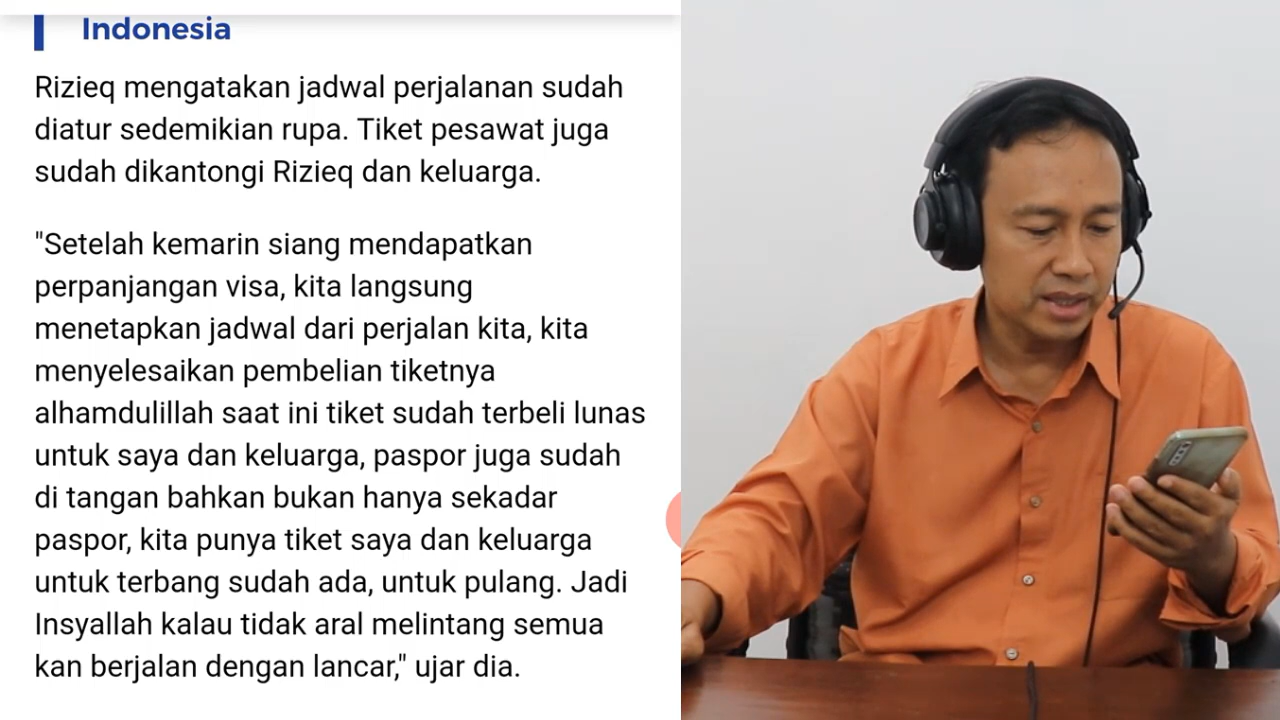 Indonesia
Rizieq mengatakan jadwal perjalanan sudah
diatur sedemikian rupa. Tiket pesawat juga
sudah dikantongi Rizieq dan keluarga.
"Setelah kemarin siang mendapatkan
perpanjangan visa, kita langsung
menetapkan jadwal dari perjalan kita, kita
menyelesaikan pembelian tiketnya
alhamdulillah saat ini tiket sudah terbeli lunas
untuk saya dan keluarga, paspor juga sudah
di tangan bahkan bukan hanya sekadar
paspor, kita punya tiket saya dan keluarga
untuk terbang sudah ada, untuk pulang. Jadi
Insyallah kalau tidak aral melintang semua
kan berjalan dengan lancar," ujar dia.